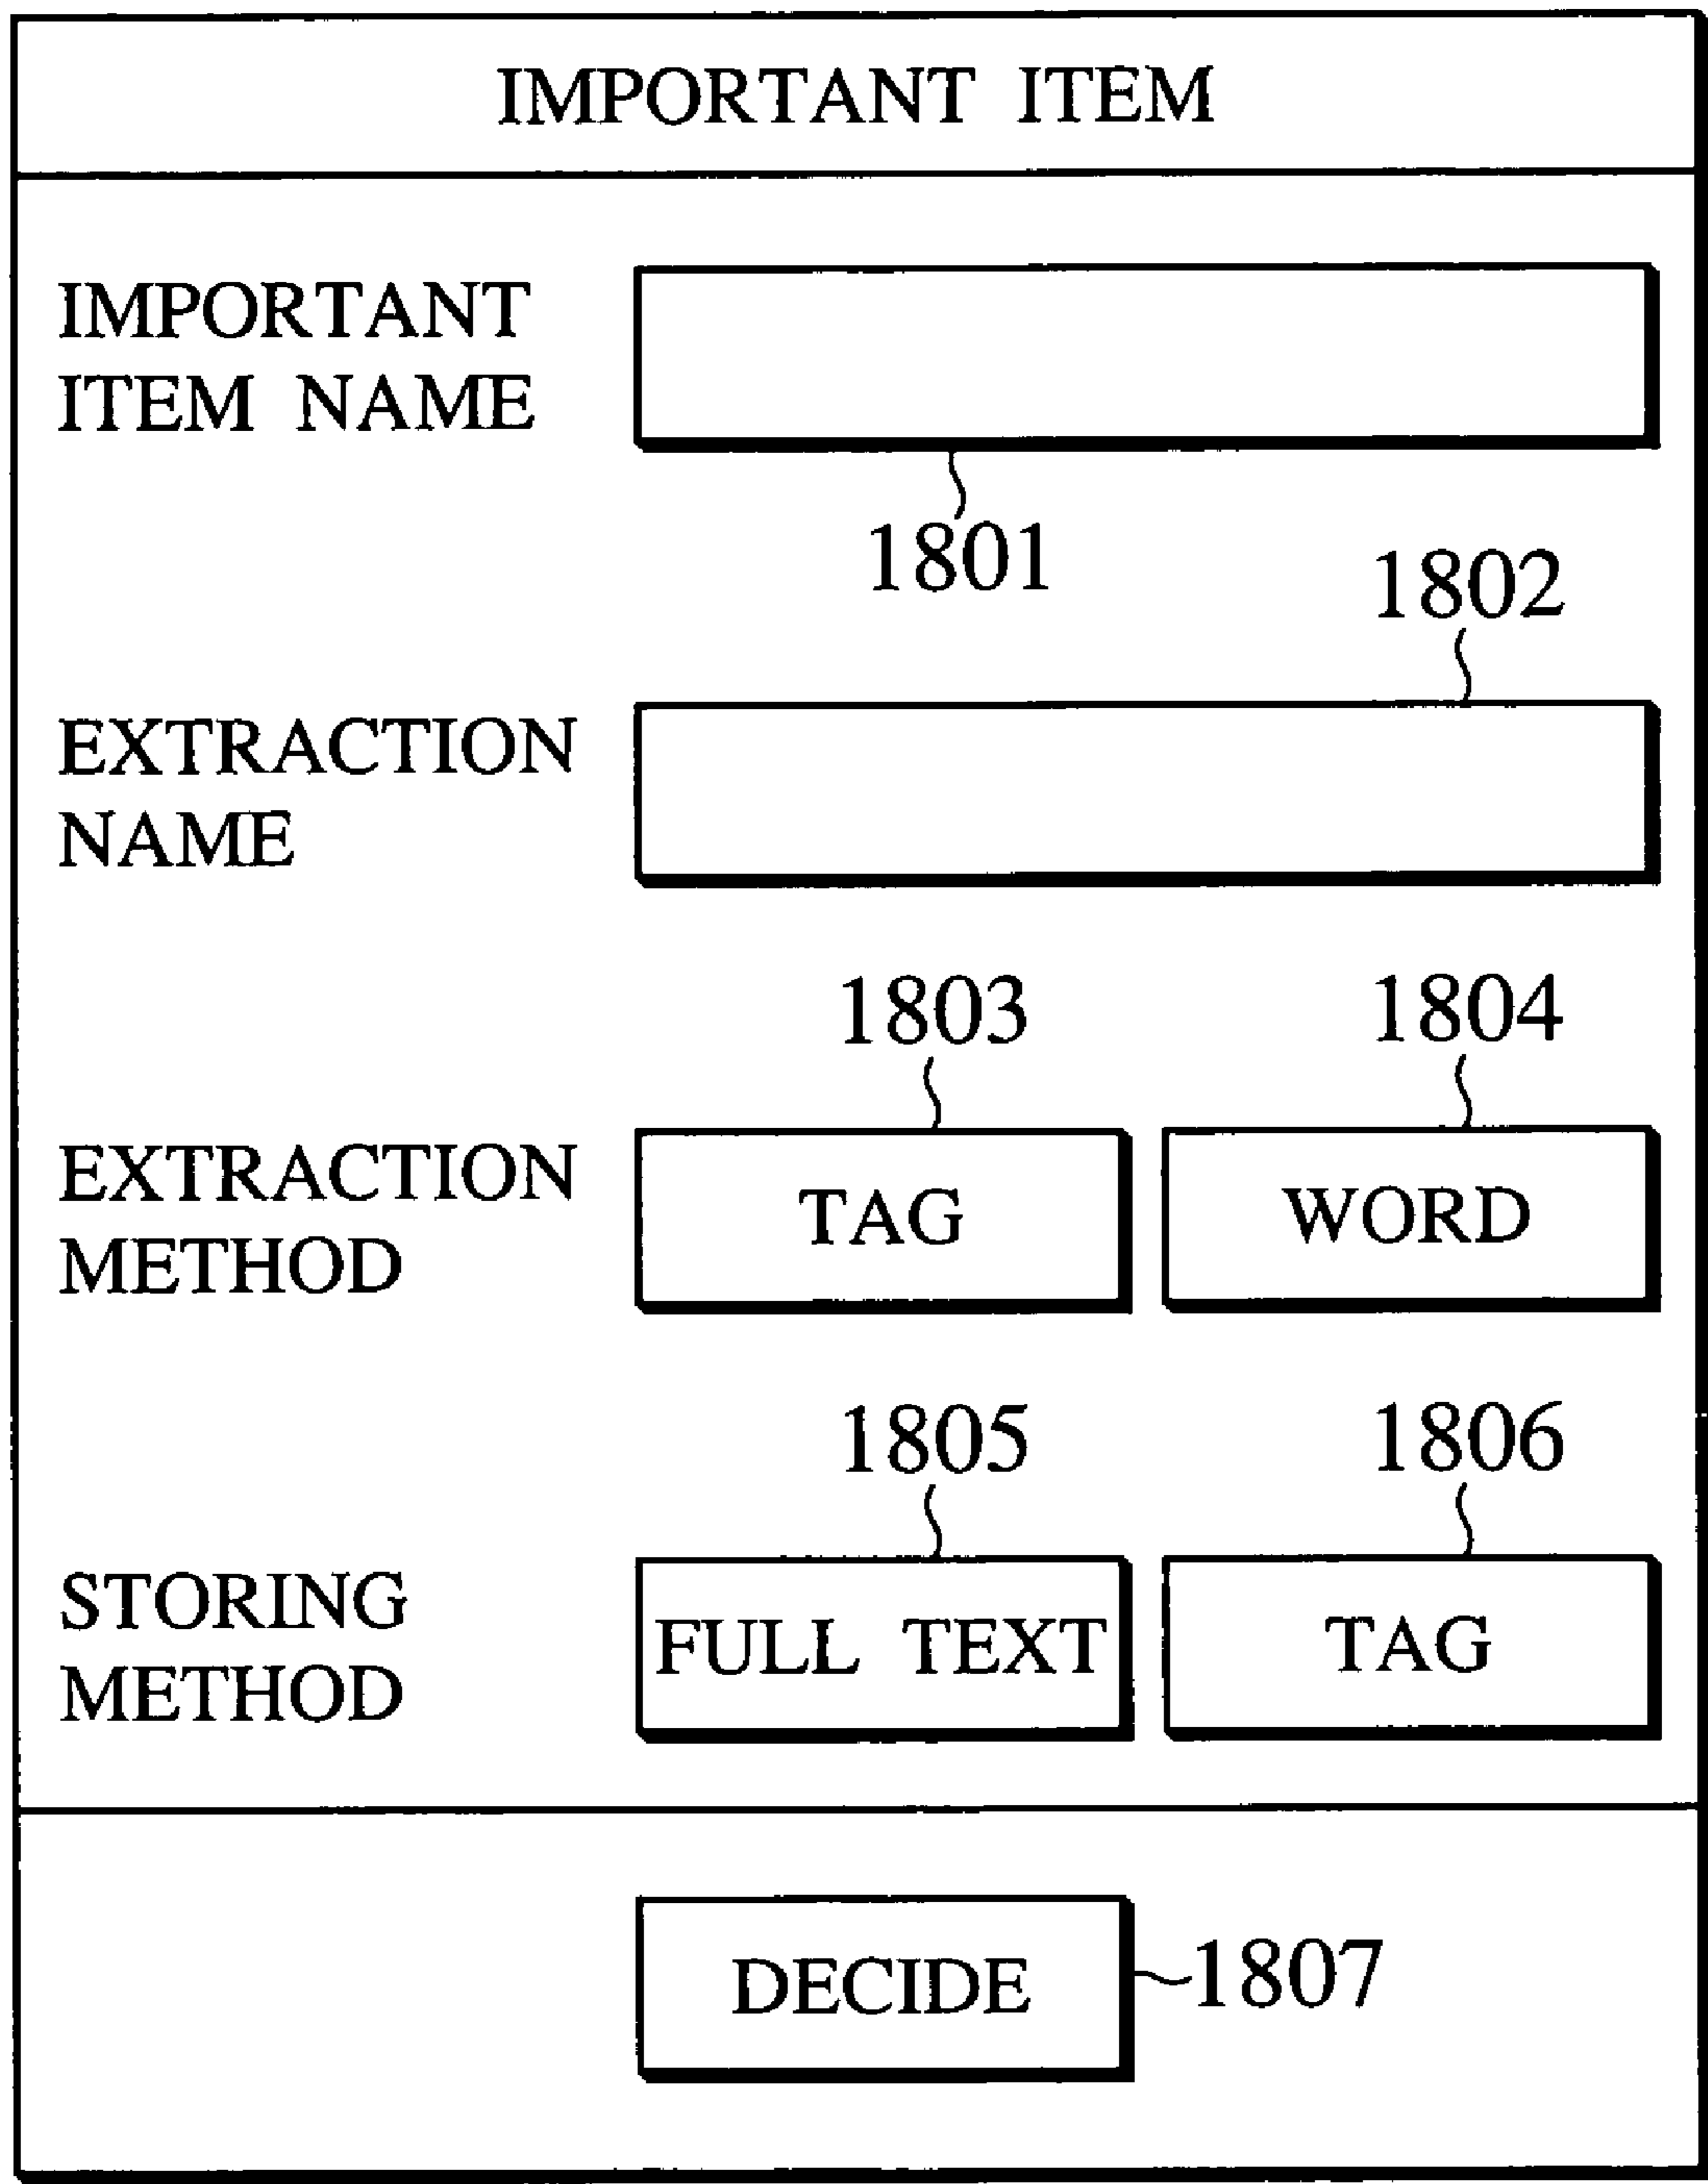 IMPORTANT ITEM
IMPORTANT
ITEM NAME
1801
1802
EXTRACTION
NAME
1803
1804
EXTRACTION
METHOD
TAG
WORD
1805
1806
STORING
METHOD
FULL TEXT
TAG
DECIDE
1807